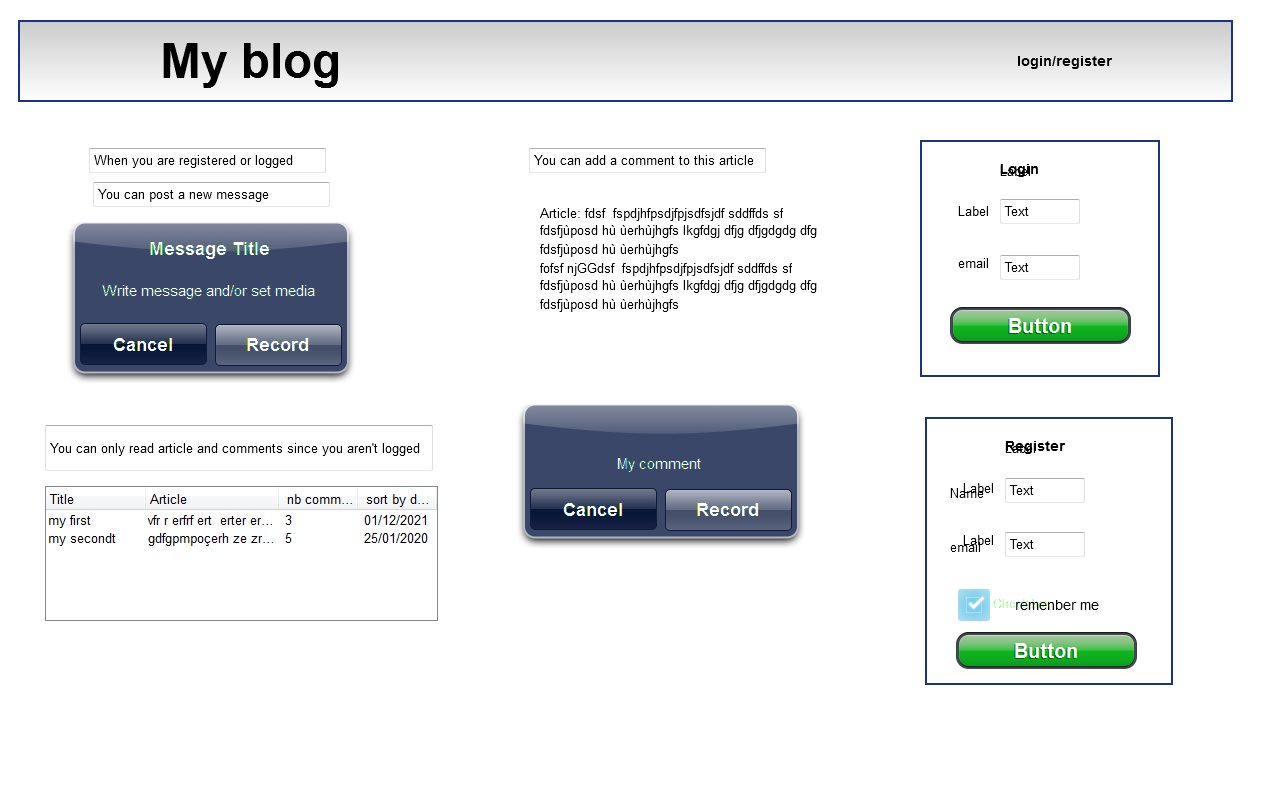 My blog
login/register
When you are registered or logged
You can post a new message
Message Title
Write message and/or set media
Cancel Record
You can only read article and comments since you aren't logged
Title Article nb comm... sort by d...
my first vfr r erfrf ert erter er... 3 01/12/2021
my secondt gdfgpmpoçerh ze zr... 5 25/01/2020
You can add a comment to this article
Article: fdsf fspdjhfpsdjfpjsdfsjdf sddffds sf
fdsfjùposd hù ùerhùjhgfs lkgfdgj dfjg dfjgdgdg dfg
fdsfjùposd hù ùerhùjhgfs
fofsf njGGdsf fspdjhfpsdjfpjsdfsjdf sddffds sf
fdsfjùposd hù ùerhùjhgfs lkgfdgj dfjg dfjgdgdg dfg
fdsfjùposd hù ùerhùjhgfs
My comment
Cancel Record
Login
Label
Label Text
email Text
Button
Register
Label
Label
Name Text
Label
email Text
remenber me
Button